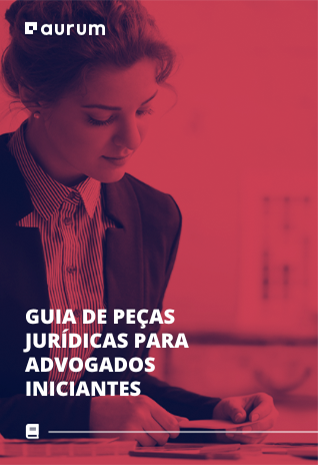 aurum
GUIA DE PEÇAS
JURÍDICAS PARA
ADVOGADOS
INICIANTES